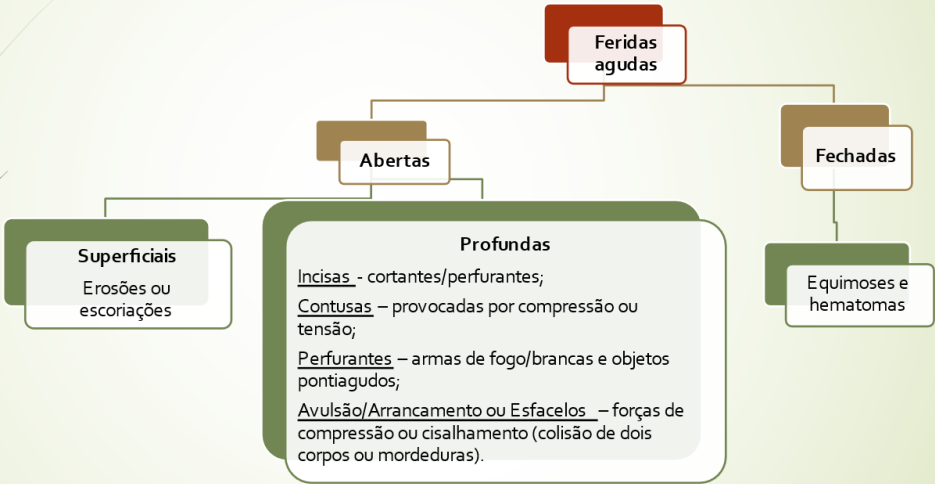 Feridas
agudas
Abertas
Fechadas
Superficiais
Erosões ou
escoriações
Profundas
Incisas - cortantes/perfurantes;
Contusas – provocadas por compressão ou
tensão;
Perfurantes – armas de fogo/brancas e objetos
pontiagudos;
Avulsão/Arrancamento ou Esfacelos – forças de
compressão ou cisalhamento (colisão de dois
corpos ou mordeduras).
Equimoses e
hematomas